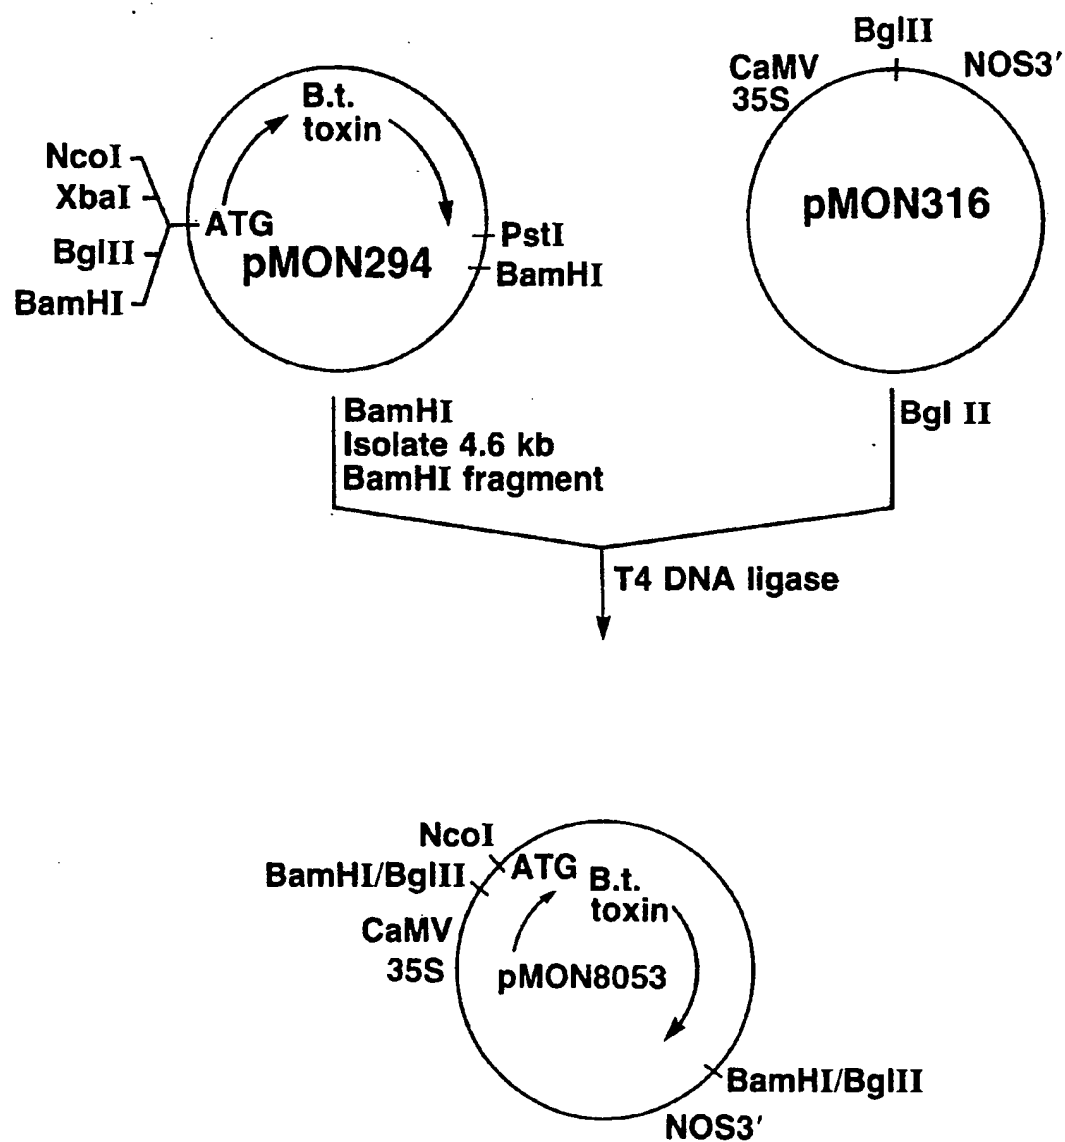 B.t.
toxin
NcoI
XbaI
BglII
BamHI
ATG
pMON294
PstI
BamHI
BglII
CaMV
35S
NOS3′
pMON316
BamHI
Isolate 4.6 kb
BamHI fragment
Bgl II
T4 DNA ligase
NcoI
BamHI/BglII
ATG
B.t.
toxin
CaMV
35S
pMON8053
BamHI/BglII
NOS3′